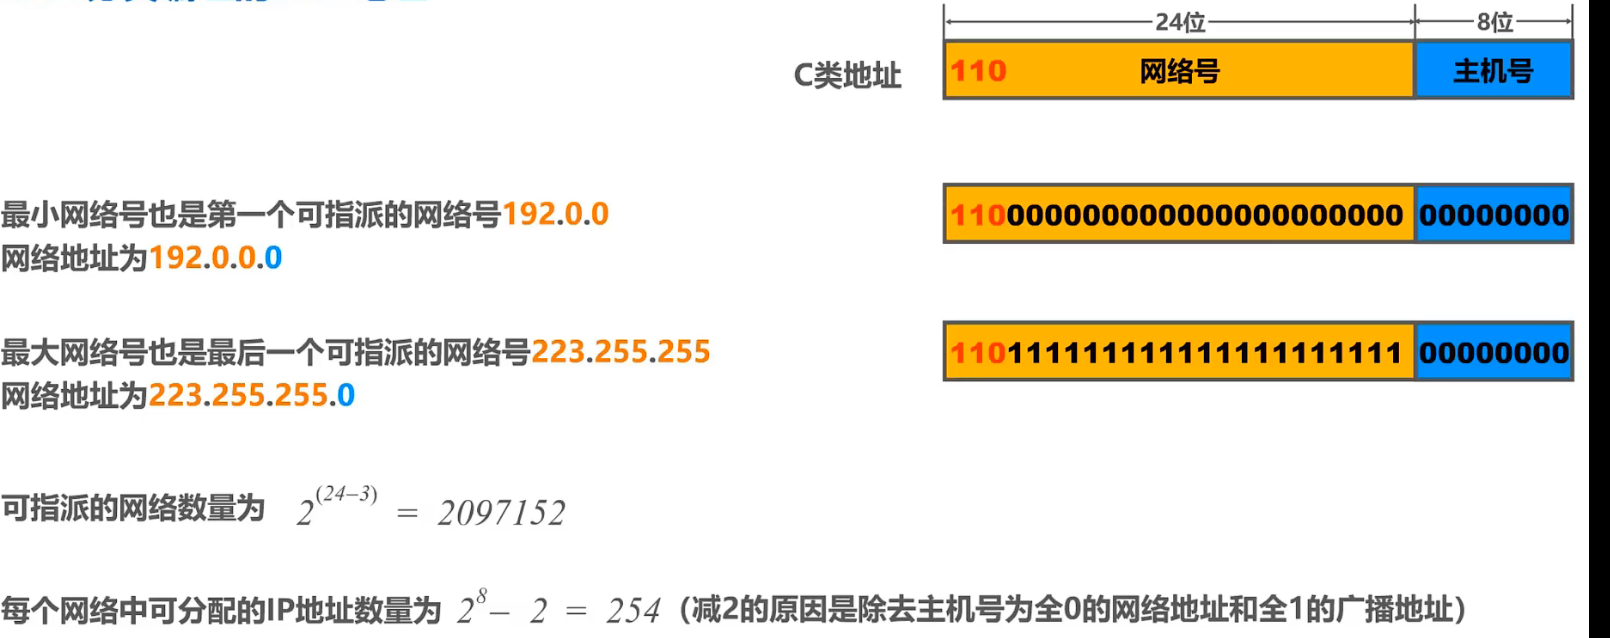 24位 8位
C类地址 110 网络号 主机号
最小网络号也是第一个可指派的网络号192.0.0
110000000000000000000000 00000000
网络地址为192.0.0.0
最大网络号也是最后一个可指派的网络号223.255.255
110111111111111111111111 00000000
网络地址为223.255.255.0
可指派的网络数量为 2^(24−3) = 2097152
每个网络中可分配的IP地址数量为 2^8 − 2 = 254（减2的原因是除去主机号为全0的网络地址和全1的广播地址）